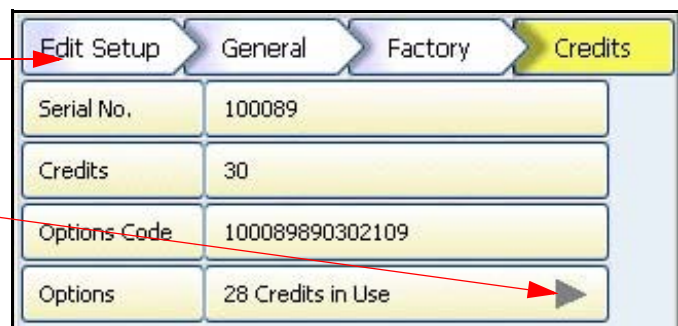 Edit Setup General Factory Credits
Serial No. 100089
Credits 30
Options Code 100089890302109
Options 28 Credits in Use